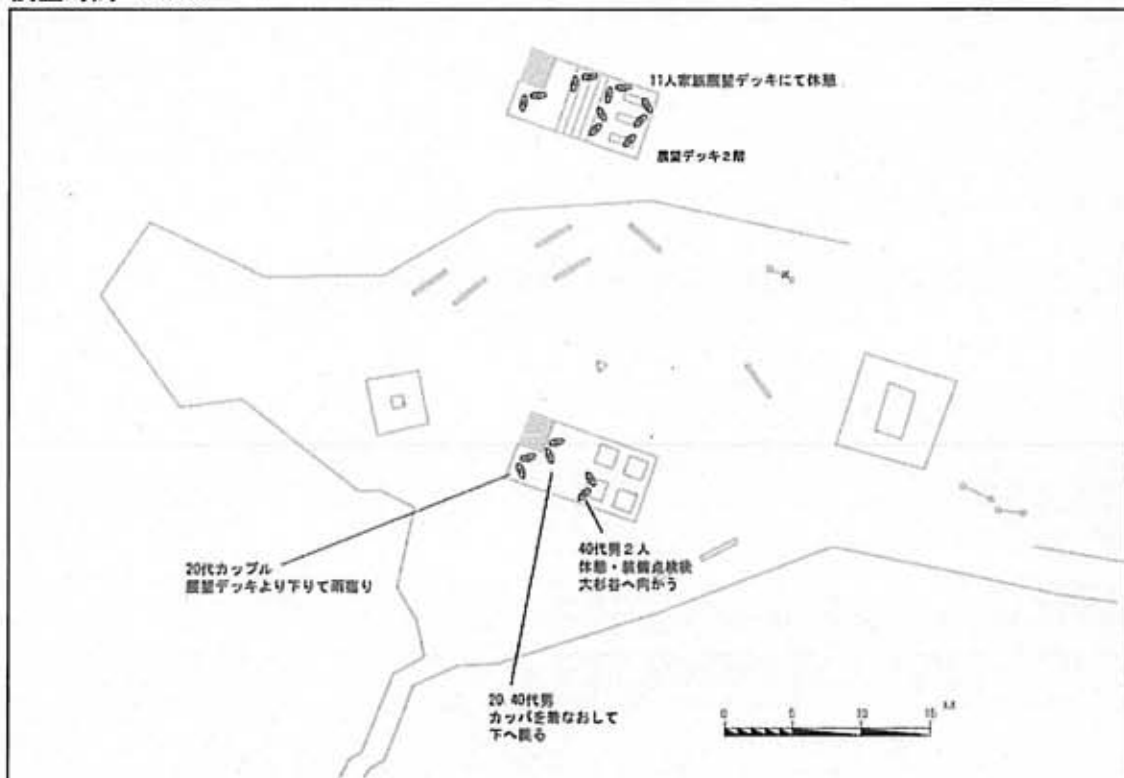 11人家族展望デッキにて休憩
展望デッキ2階
20代カップル
展望デッキより下りて雨宿り
40代男2人
休憩・装備点検後
大杉谷へ向かう
20 40代男
カッパを着なおして
下へ戻る
0 5 10 15